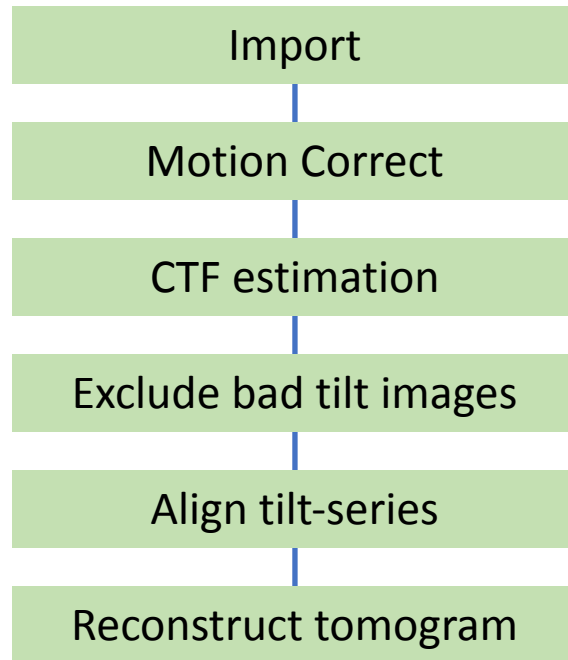 Import
Motion Correct
CTF estimation
Exclude bad tilt images
Align tilt-series
Reconstruct tomogram